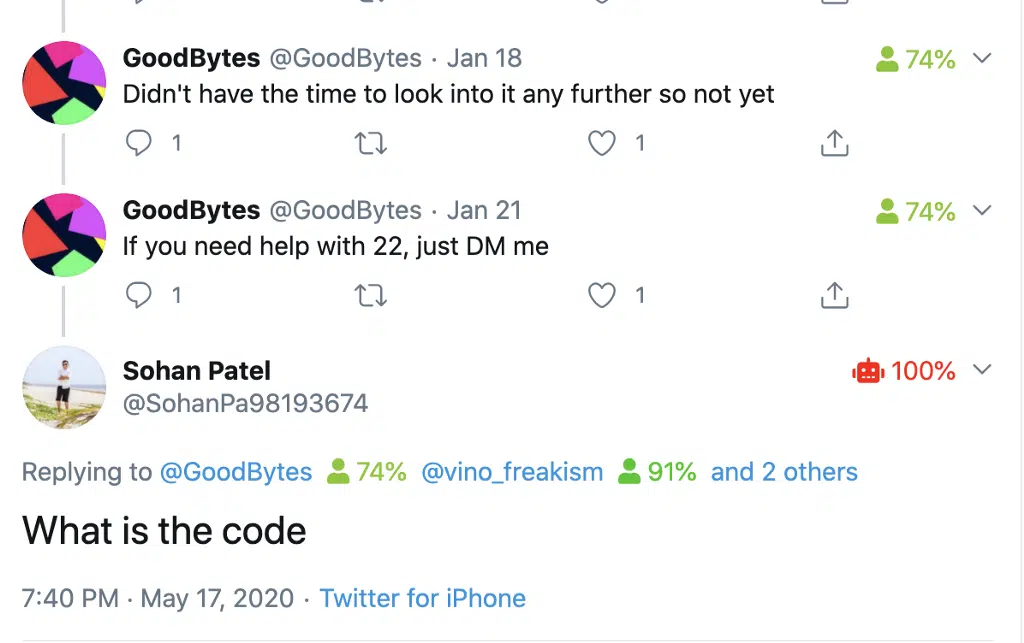 GoodBytes @GoodBytes · Jan 18 74%
Didn't have the time to look into it any further so not yet
1 1
GoodBytes @GoodBytes · Jan 21 74%
If you need help with 22, just DM me
1 1
Sohan Patel 100%
@SohanPa98193674
Replying to @GoodBytes 74% @vino_freakism 91% and 2 others
What is the code
7:40 PM · May 17, 2020 · Twitter for iPhone